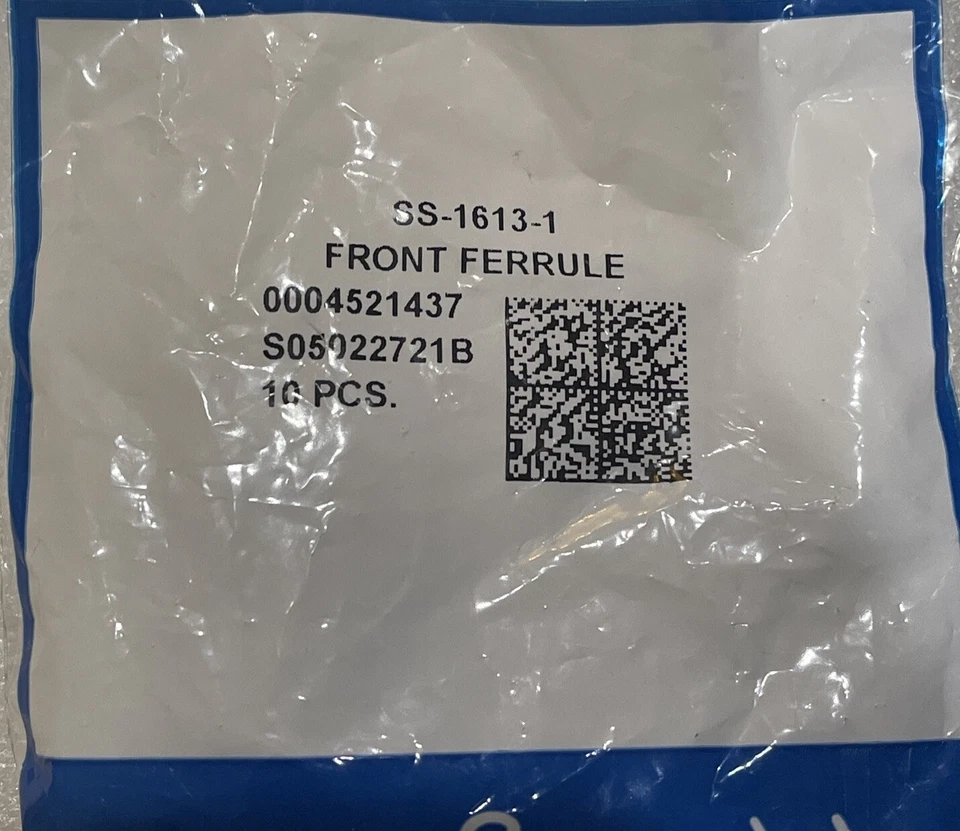 SS-1613-1
FRONT FERRULE
0004521437
S05022721B
10 PCS.